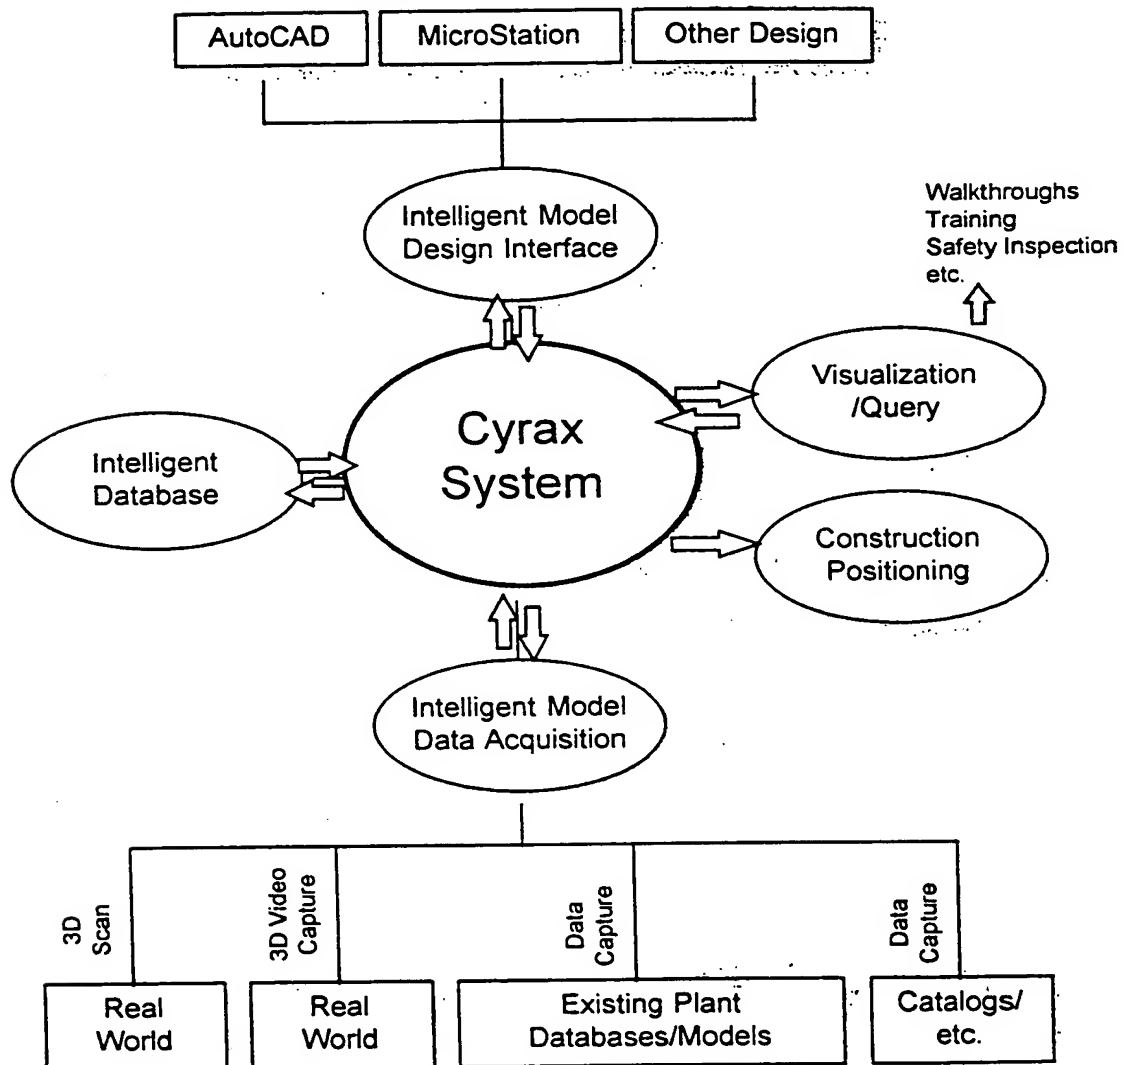 AutoCAD
MicroStation
Other Design
Intelligent Model
Design Interface
Walkthroughs
Training
Safety Inspection
etc.
Visualization
/Query
Cyrax
System
Intelligent
Database
Construction
Positioning
Intelligent Model
Data Acquisition
3D
Scan
3D Video
Capture
Data
Capture
Data
Capture
Real
World
Real
World
Existing Plant
Databases/Models
Catalogs/
etc.